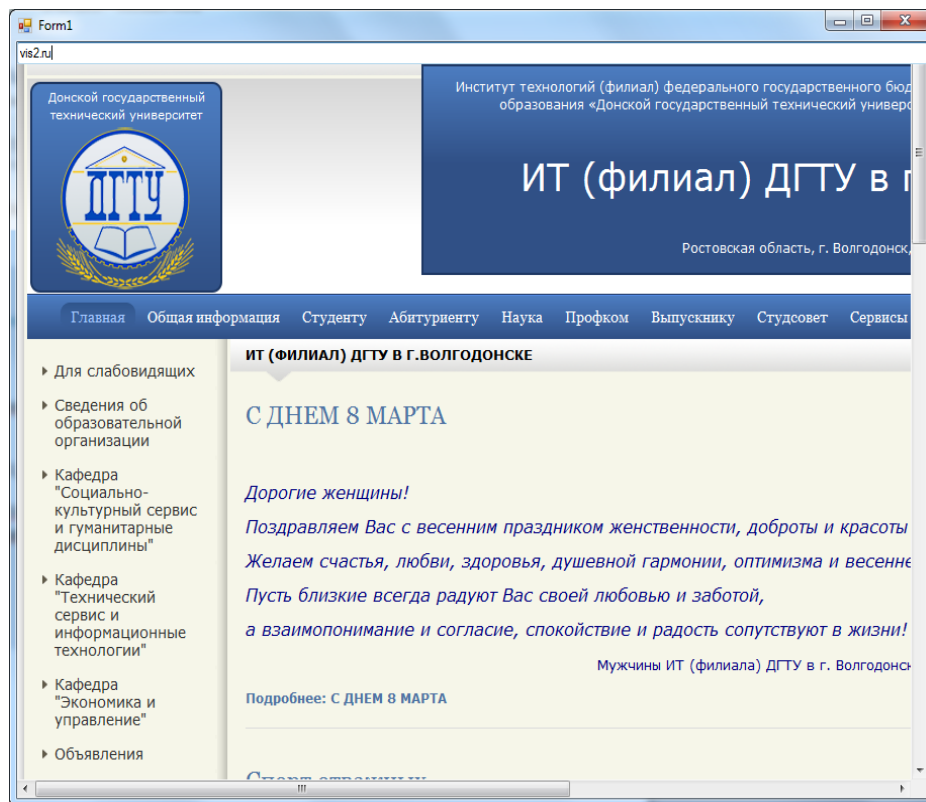 Form1
vis2.ru
Донской государственный
технический университет
ДГТУ
Институт технологий (филиал) федерального государственного
образования «Донской государственный технический
ИТ (филиал) ДГТУ в г
Ростовская область, г. Волгодонск,
Главная Общая информация Студенту Абитуриенту Наука Профком Выпускнику Студсовет Сервисы
ИТ (ФИЛИАЛ) ДГТУ В Г.ВОЛГОДОНСКЕ
Для слабовидящих
Сведения об
образовательной
организации
Кафедра
"Социально-
культурный сервис
и гуманитарные
дисциплины"
Кафедра
"Технический
сервис и
информационные
технологии"
Кафедра
"Экономика и
управление"
Объявления
С ДНЕМ 8 МАРТА
Дорогие женщины!
Поздравляем Вас с весенним праздником женственности, доброты и красоты
Желаем счастья, любви, здоровья, душевной гармонии, оптимизма и
Пусть близкие всегда радуют Вас своей любовью и заботой,
а взаимопонимание и согласие, спокойствие и радость сопутствуют в жизни!
Мужчины ИТ (филиала) ДГТУ в г.
Подробнее: С ДНЕМ 8 МАРТА